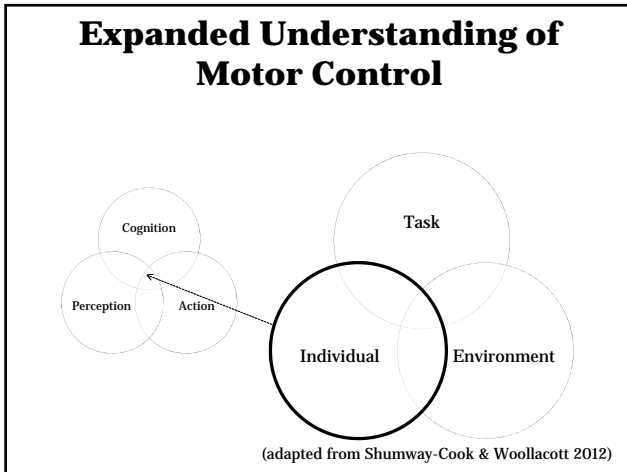 Expanded Understanding of
Motor Control
Cognition
Perception
Action
Task
Individual
Environment
(adapted from Shumway-Cook & Woollacott 2012)